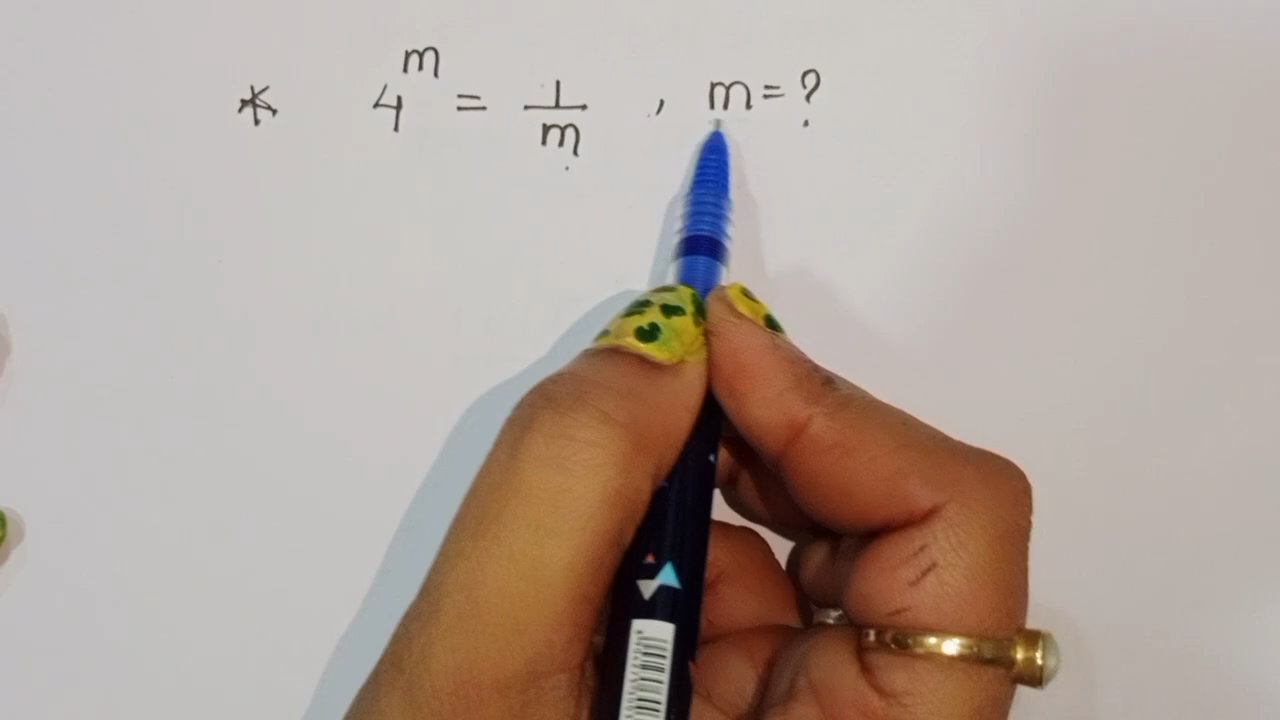 * 4^m = 1/m , m = ?